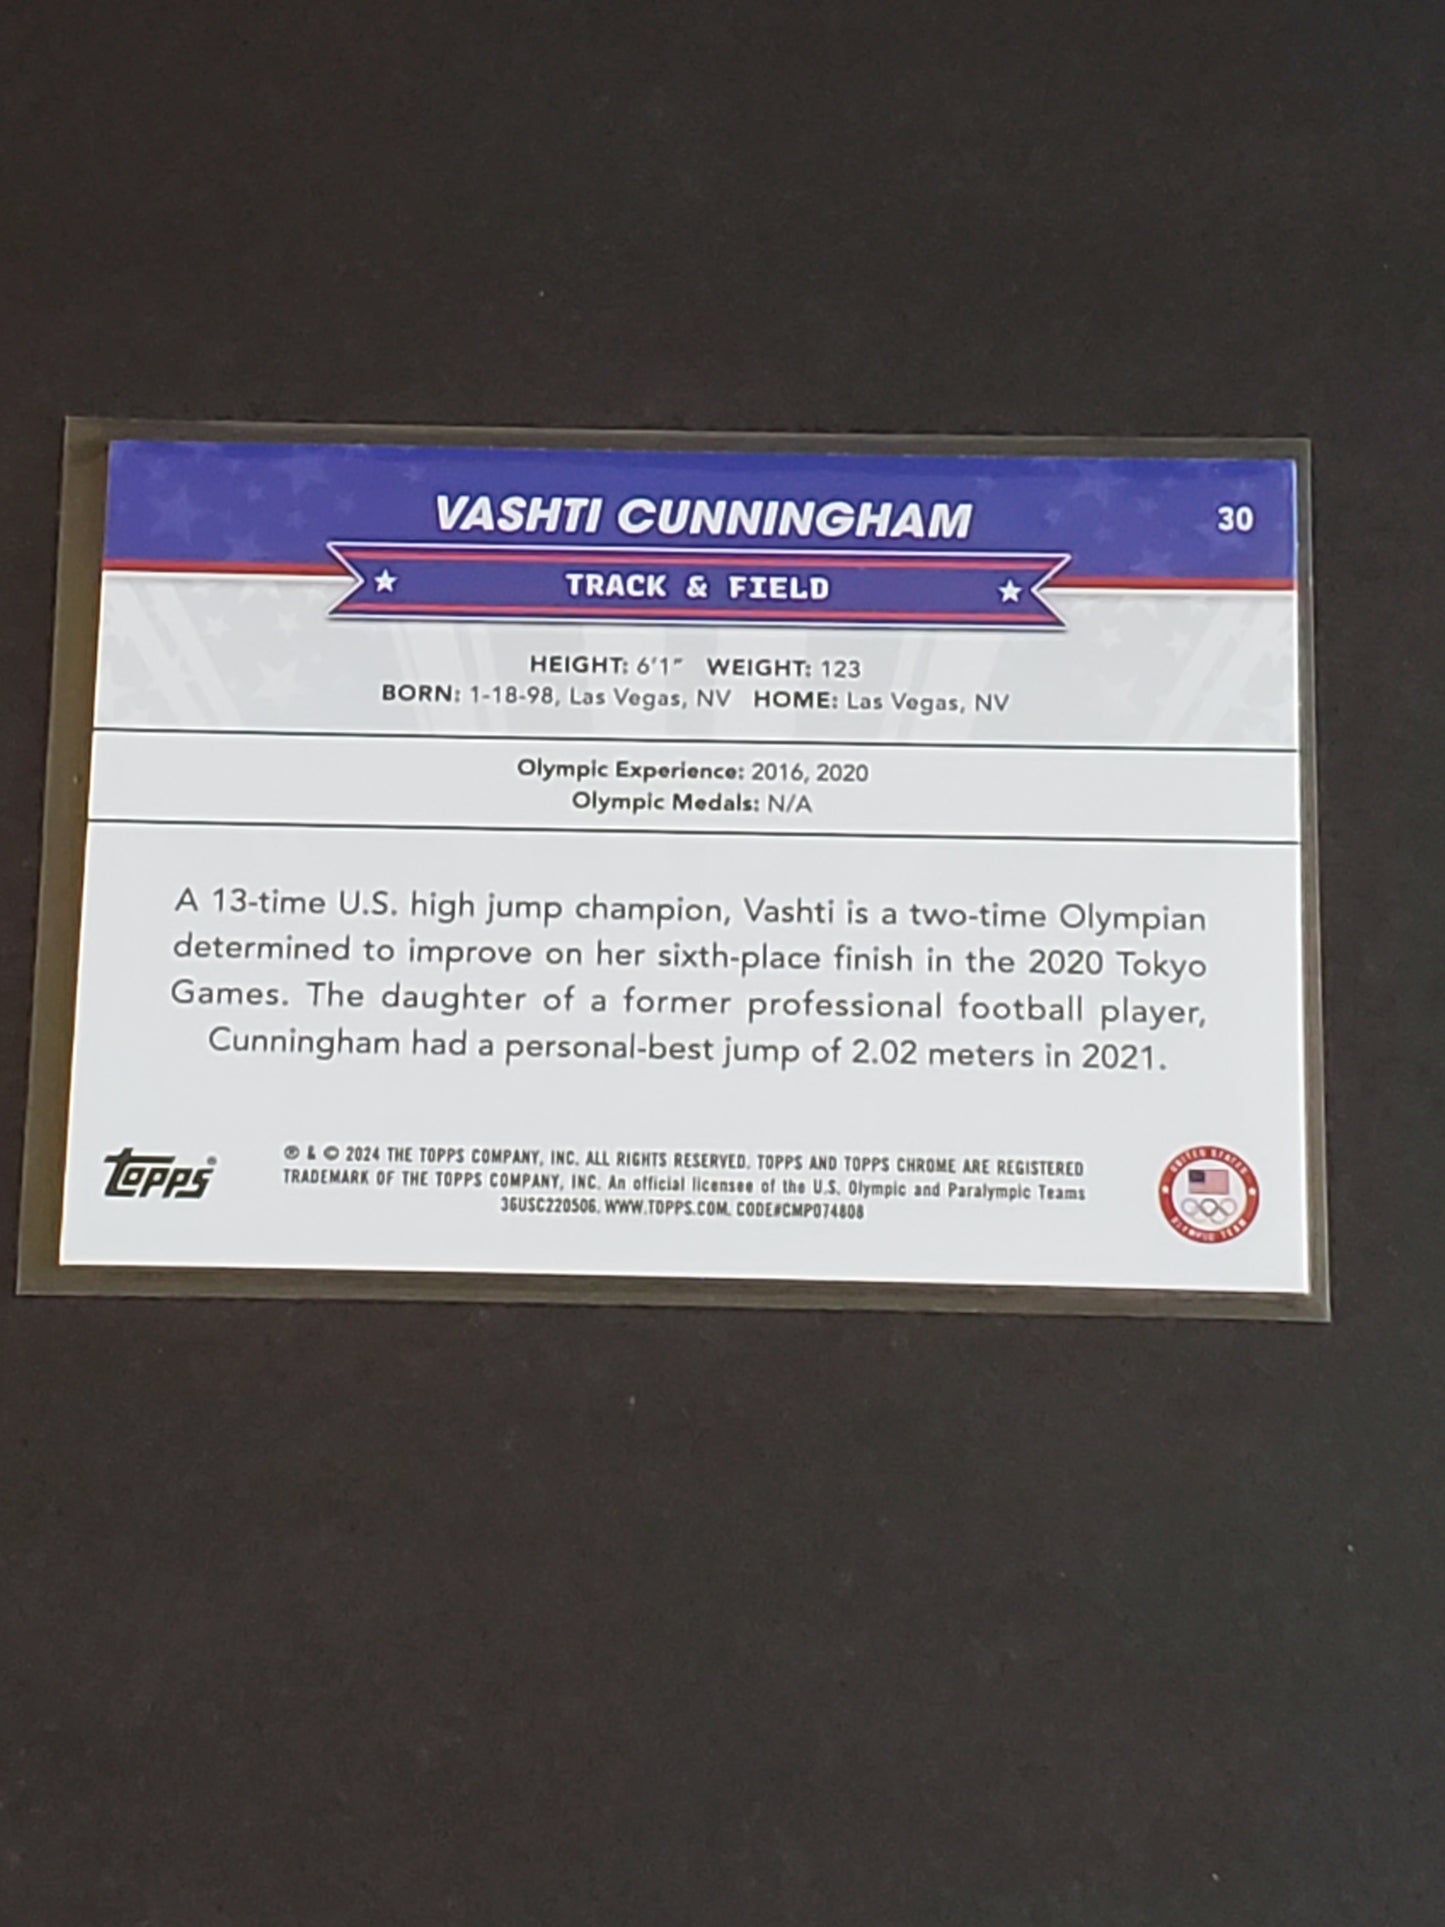 VASHTI CUNNINGHAM
30
TRACK & FIELD
HEIGHT: 6'1" WEIGHT: 123
BORN: 1-18-98, Las Vegas, NV HOME: Las Vegas, NV
Olympic Experience: 2016, 2020
Olympic Medals: N/A
A 13-time U.S. high jump champion, Vashti is a two-time Olympian
determined to improve on her sixth-place finish in the 2020 Tokyo
Games. The daughter of a former professional football player,
Cunningham had a personal-best jump of 2.02 meters in 2021.
Topps®
® & © 2024 THE TOPPS COMPANY, INC. ALL RIGHTS RESERVED. TOPPS AND TOPPS CHROME ARE REGISTERED
TRADEMARK OF THE TOPPS COMPANY, INC. An official licensee of the U.S. Olympic and Paralympic Teams
36USC220506. WWW.TOPPS.COM. CODE#CMP074808
UNITED STATES
OLYMPIC TEAM